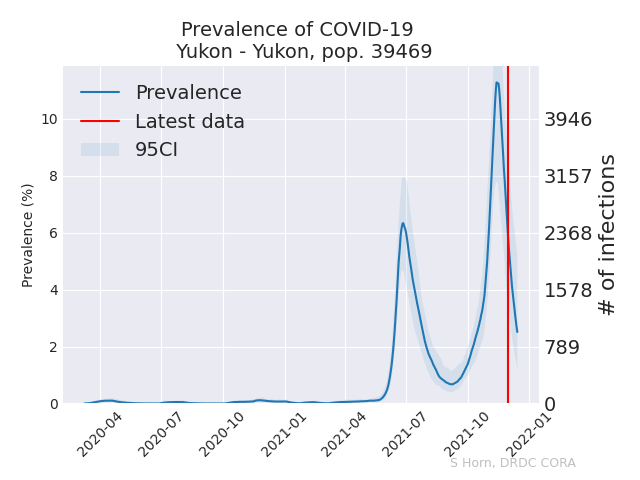 Prevalence of COVID-19
Yukon - Yukon, pop. 39469
Prevalence
Latest data
95CI
Prevalence (%)
10
8
6
4
2
0
3946
3157
2368
1578
789
0
# of infections
2020-04
2020-07
2020-10
2021-01
2021-04
2021-07
2021-10
2022-01
S Horn, DRDC CORA